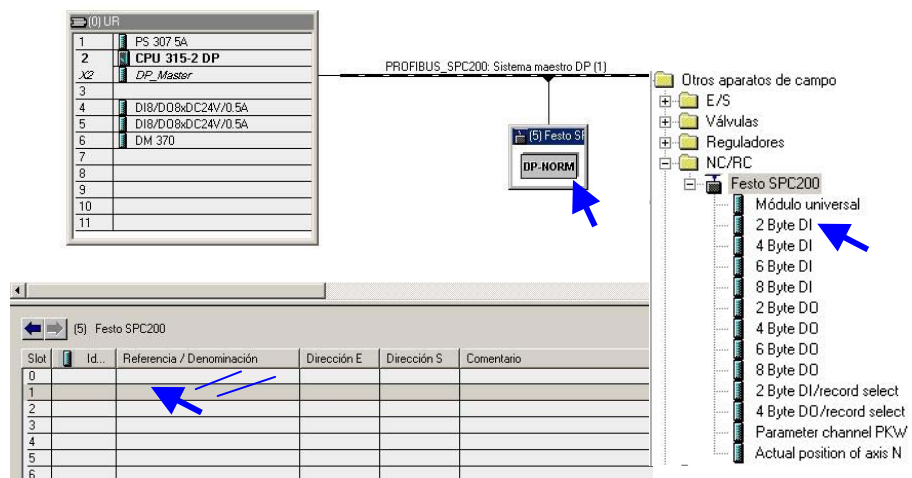 (0) UR
1 PS 307 5A
2 CPU 315-2 DP
X2 DP_Master
3
4 DI8/DO8xDC24V/0.5A
5 DI8/DO8xDC24V/0.5A
6 DM 370
7
8
9
10
11
PROFIBUS_SPC200: Sistema maestro DP (1)
(5) Festo SP
DP-NORM
Otros aparatos de campo
E/S
Válvulas
Reguladores
NC/RC
Festo SPC200
Módulo universal
2 Byte DI
4 Byte DI
6 Byte DI
8 Byte DI
2 Byte DO
4 Byte DO
6 Byte DO
8 Byte DO
2 Byte DI/record select
4 Byte DO/record select
Parameter channel PKW
Actual position of axis N
(5) Festo SPC200
Slot Id... Referencia / Denominación Dirección E Dirección S Comentario
0
1
2
3
4
5
6